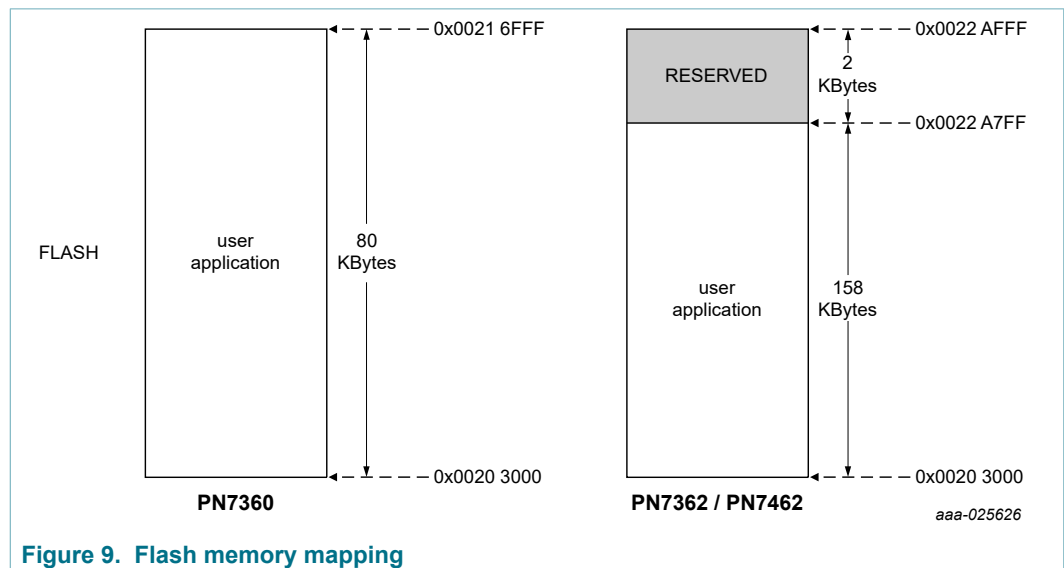 FLASH
user
application
80
KBytes
0x0021 6FFF
0x0020 3000
PN7360
RESERVED
user
application
2
KBytes
158
KBytes
0x0022 AFFF
0x0022 A7FF
0x0020 3000
PN7362 / PN7462
aaa-025626
Figure 9. Flash memory mapping